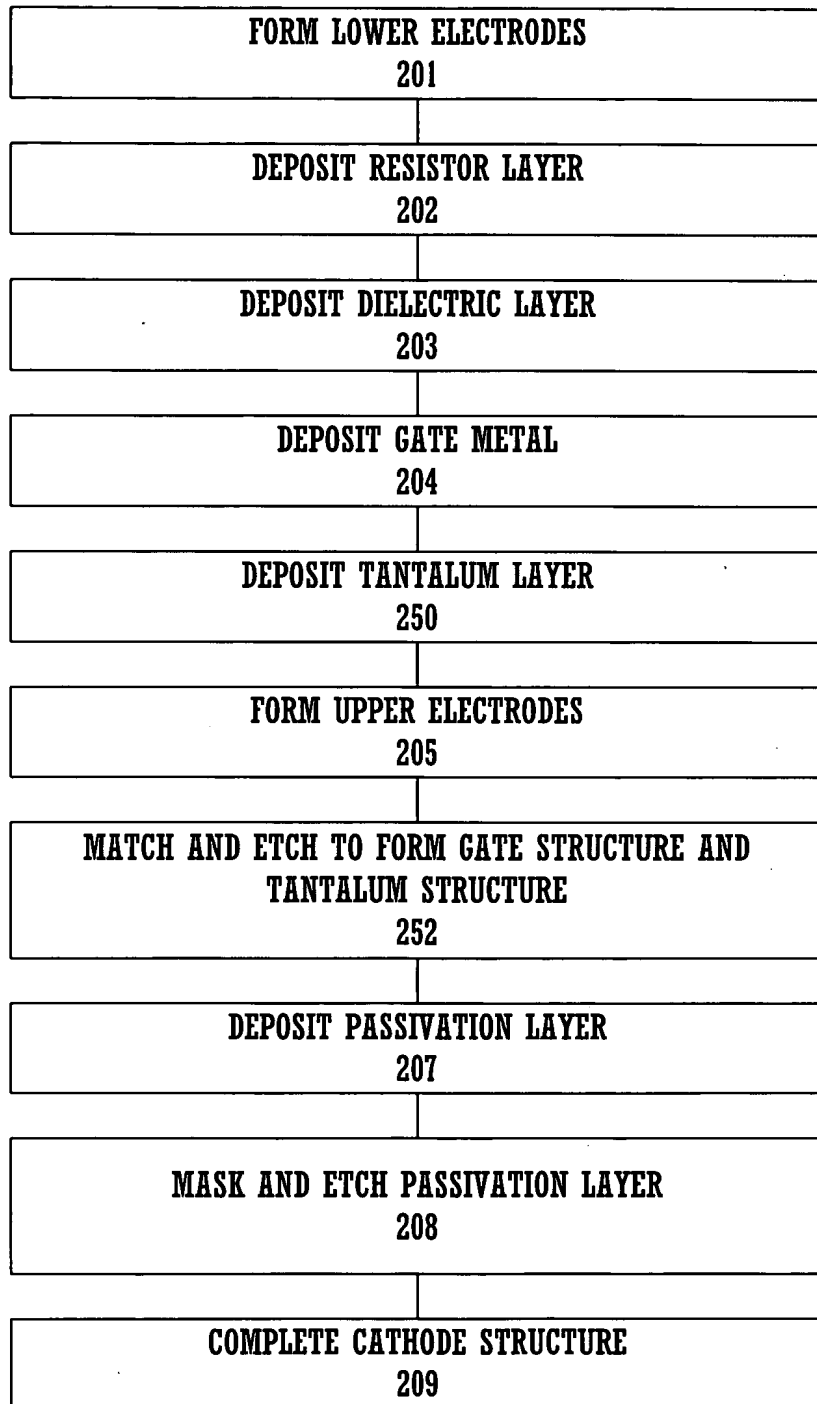 FORM LOWER ELECTRODES
201
DEPOSIT RESISTOR LAYER
202
DEPOSIT DIELECTRIC LAYER
203
DEPOSIT GATE METAL
204
DEPOSIT TANTALUM LAYER
250
FORM UPPER ELECTRODES
205
MATCH AND ETCH TO FORM GATE STRUCTURE AND
TANTALUM STRUCTURE
252
DEPOSIT PASSIVATION LAYER
207
MASK AND ETCH PASSIVATION LAYER
208
COMPLETE CATHODE STRUCTURE
209